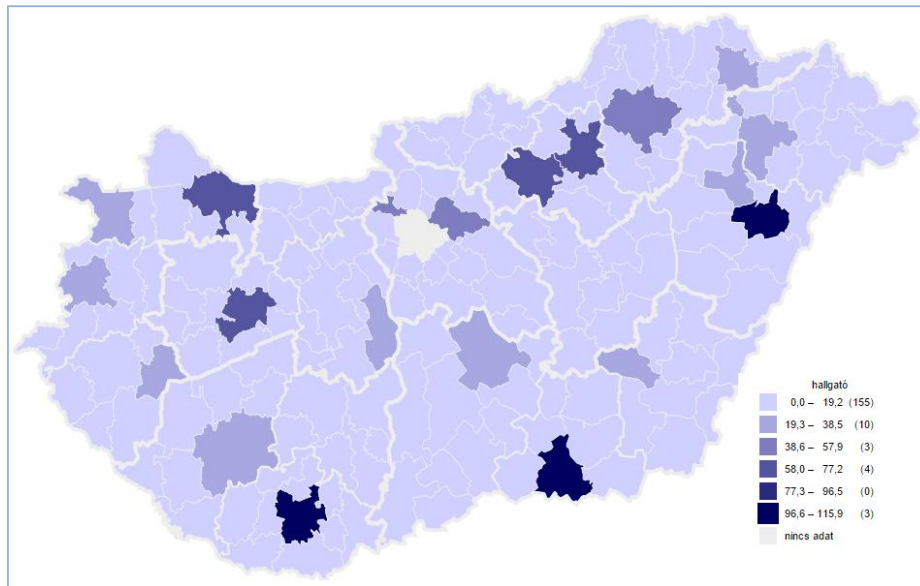 hallgató
0,0 – 19,2 (155)
19,3 – 38,5 (10)
38,6 – 57,9 (3)
58,0 – 77,2 (4)
77,3 – 96,5 (0)
96,6 – 115,9 (3)
nincs adat